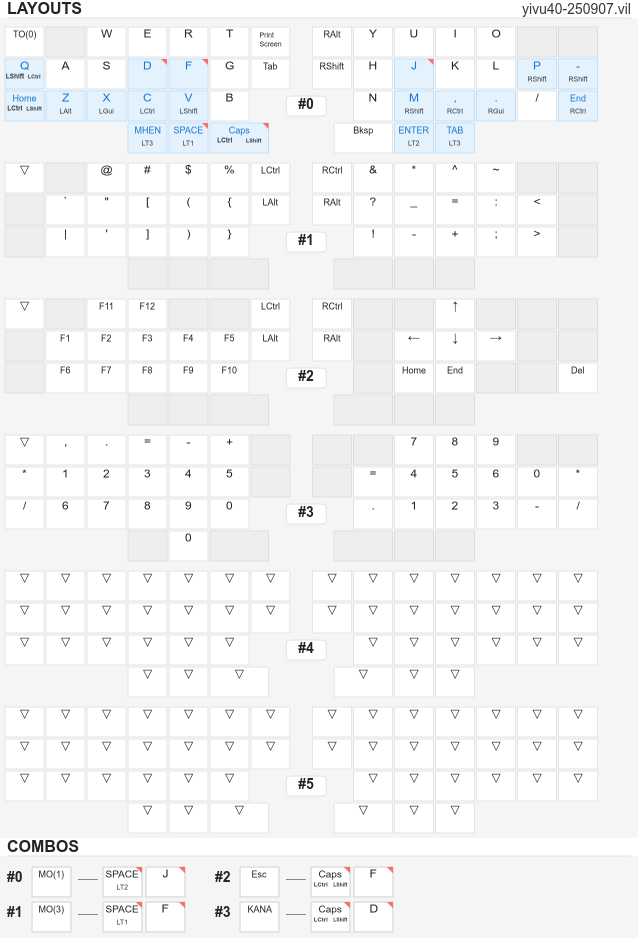 LAYOUTS yivu40-250907.vil
TO(0) W E R T Print Screen RAlt Y U I O
Q LShift LCtrl A S D F G Tab RShift H J K L P RShift - RShift
Home LCtrl LShift Z LAlt X LGui C LCtrl V LShift B #0 N M RShift , RCtrl . RGui / End RCtrl
MHEN LT3 SPACE LT1 Caps LCtrl LShift Bksp ENTER LT2 TAB LT3
▽ @ # $ % LCtrl RCtrl & * ^ ~
` " [ ( { LAlt RAlt ? _ = : <
| ' ] ) } #1 ! - + ; >
▽ F11 F12 LCtrl RCtrl ↑
F1 F2 F3 F4 F5 LAlt RAlt ← ↓ →
F6 F7 F8 F9 F10 #2 Home End Del
▽ , . = - + 7 8 9
* 1 2 3 4 5 = 4 5 6 0 *
/ 6 7 8 9 0 #3 . 1 2 3 - /
0
▽ ▽ ▽ ▽ ▽ ▽ ▽ ▽ ▽ ▽ ▽ ▽ ▽ ▽
▽ ▽ ▽ ▽ ▽ ▽ ▽ ▽ ▽ ▽ ▽ ▽ ▽ ▽
▽ ▽ ▽ ▽ ▽ ▽ #4 ▽ ▽ ▽ ▽ ▽ ▽
▽ ▽ ▽ ▽ ▽ ▽
▽ ▽ ▽ ▽ ▽ ▽ ▽ ▽ ▽ ▽ ▽ ▽ ▽ ▽
▽ ▽ ▽ ▽ ▽ ▽ ▽ ▽ ▽ ▽ ▽ ▽ ▽ ▽
▽ ▽ ▽ ▽ ▽ ▽ #5 ▽ ▽ ▽ ▽ ▽ ▽
▽ ▽ ▽ ▽ ▽ ▽
COMBOS
#0 MO(1) — SPACE LT2 J #2 Esc — Caps LCtrl LShift F
#1 MO(3) — SPACE LT1 F #3 KANA — Caps LCtrl LShift D